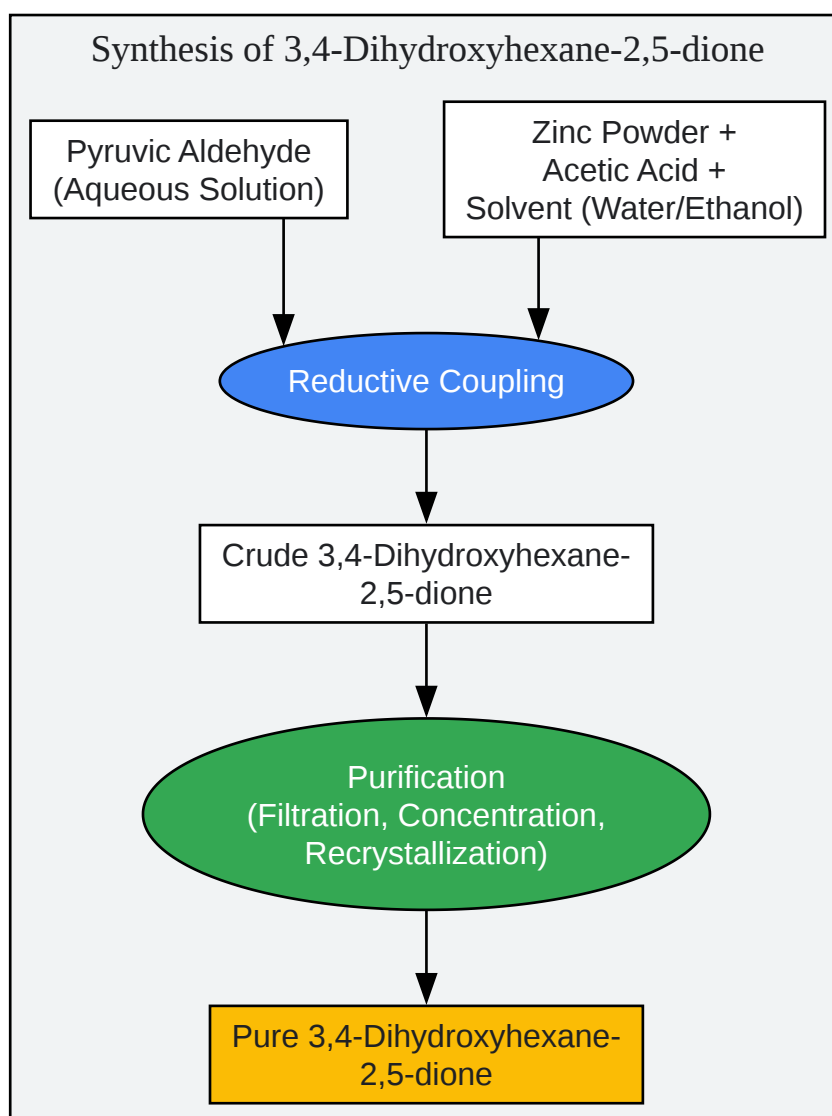 Synthesis of 3,4-Dihydroxyhexane-2,5-dione
Pyruvic Aldehyde
(Aqueous Solution)
Zinc Powder +
Acetic Acid +
Solvent (Water/Ethanol)
Reductive Coupling
Crude 3,4-Dihydroxyhexane-
2,5-dione
Purification
(Filtration, Concentration,
Recrystallization)
Pure 3,4-Dihydroxyhexane-
2,5-dione